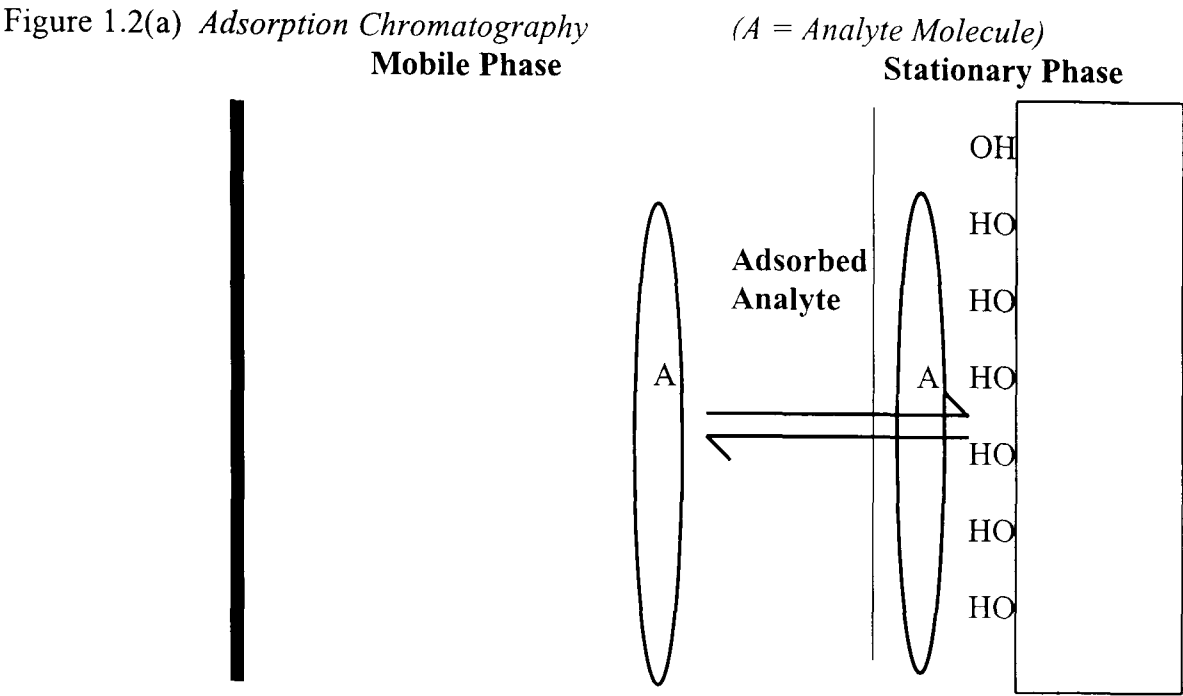 Figure 1.2(a) Adsorption Chromatography (A = Analyte Molecule)
Mobile Phase
Stationary Phase
OH
HO
Adsorbed
Analyte
HO
A
A
HO
HO
HO
HO